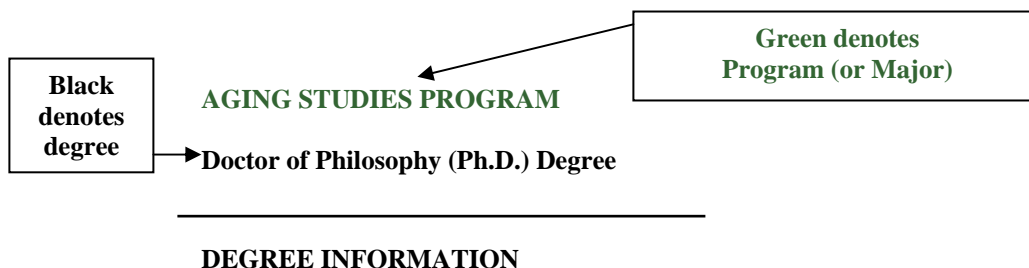 Green denotes
Program (or Major)
Black
denotes
degree
AGING STUDIES PROGRAM
Doctor of Philosophy (Ph.D.) Degree
DEGREE INFORMATION